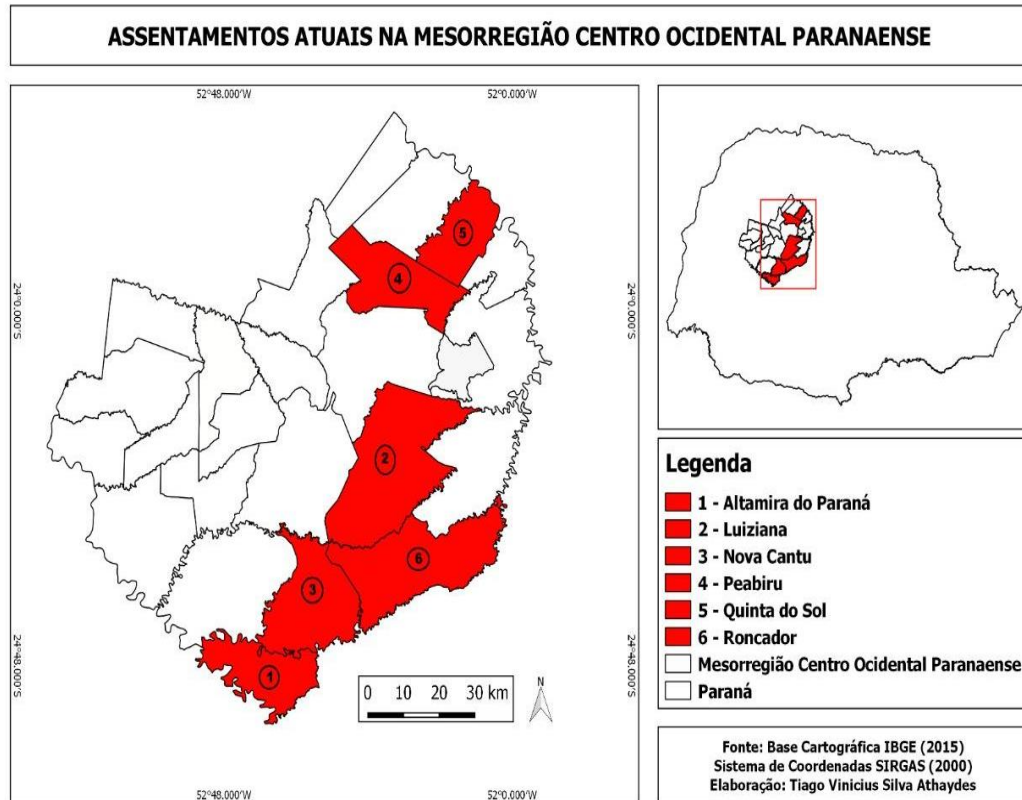 ASSENTAMENTOS ATUAIS NA MESORREGIÃO CENTRO OCIDENTAL PARANAENSE
52°48.000'W
52°0.000'W
24°0.000'S
24°0.000'S
5
4
2
6
3
1
24°48.000'S
24°48.000'S
0 10 20 30 km
N
52°48.000'W
52°0.000'W
Legenda
1 - Altamira do Paraná
2 - Luiziana
3 - Nova Cantu
4 - Peabiru
5 - Quinta do Sol
6 - Roncador
Mesorregião Centro Ocidental Paranaense
Paraná
Fonte: Base Cartográfica IBGE (2015)
Sistema de Coordenadas SIRGAS (2000)
Elaboração: Tiago Vinicius Silva Athaydes